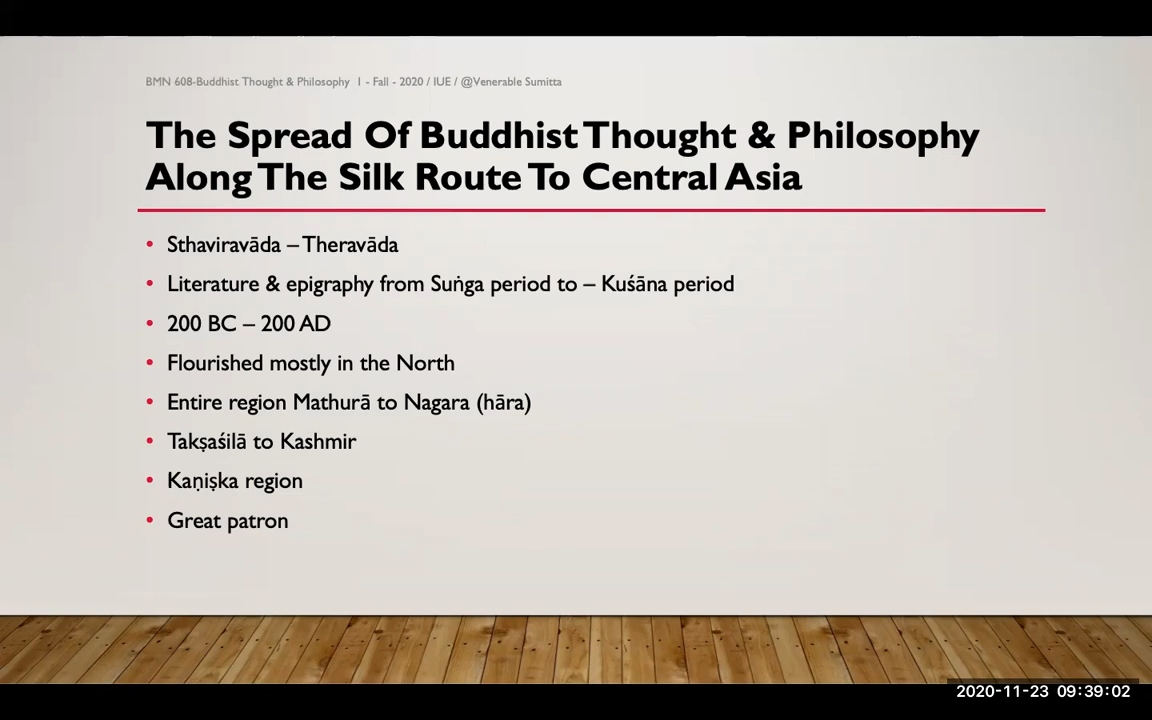 BMN 608-Buddhist Thought & Philosophy 1 - Fall - 2020 / IUE / @Venerable Sumitta
The Spread Of Buddhist Thought & Philosophy
Along The Silk Route To Central Asia
• Sthaviravāda – Theravāda
• Literature & epigraphy from Suṅga period to – Kuśāna period
• 200 BC – 200 AD
• Flourished mostly in the North
• Entire region Mathurā to Nagara (hāra)
• Takṣaśilā to Kashmir
• Kaṇiṣka region
• Great patron
2020-11-23 09:39:02